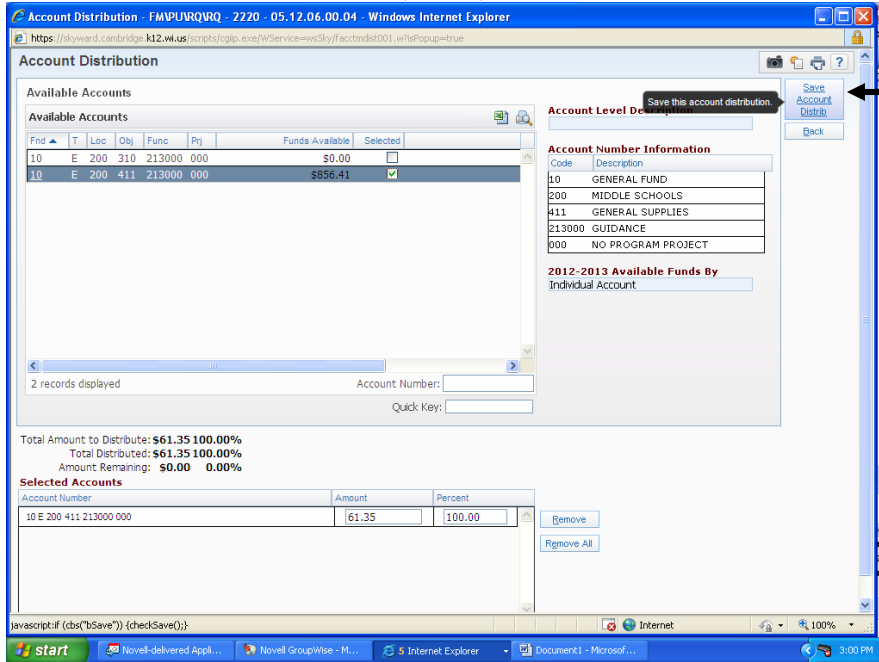 Account Distribution - FM\PU\RQ\RQ - 2220 - 05.12.06.00.04 - Windows Internet Explorer
https://skyward.cambridge.k12.wi.us/scripts/cgiip.exe/WService=wsSky/facctmdist001.w?isPopup=true
Account Distribution
?
Available Accounts
Available Accounts
Fnd T Loc Obj Func Prj Funds Available Selected
10 E 200 310 213000 000 $0.00
10 E 200 411 213000 000 $856.41
2 records displayed
Account Number:
Quick Key:
Account Level Description
Save this account distribution.
Save
Account
Distrib
Back
Account Number Information
Code Description
10 GENERAL FUND
200 MIDDLE SCHOOLS
411 GENERAL SUPPLIES
213000 GUIDANCE
000 NO PROGRAM PROJECT
2012-2013 Available Funds By
Individual Account
Total Amount to Distribute: $61.35 100.00%
Total Distributed: $61.35 100.00%
Amount Remaining: $0.00 0.00%
Selected Accounts
Account Number Amount Percent
10 E 200 411 213000 000 61.35 100.00
Remove
Remove All
javascript:if (cbs("bSave")) {checkSave();}
Internet
100%
start
Novell-delivered Appli...
Novell GroupWise - M...
5 Internet Explorer
Document1 - Microsof...
3:00 PM